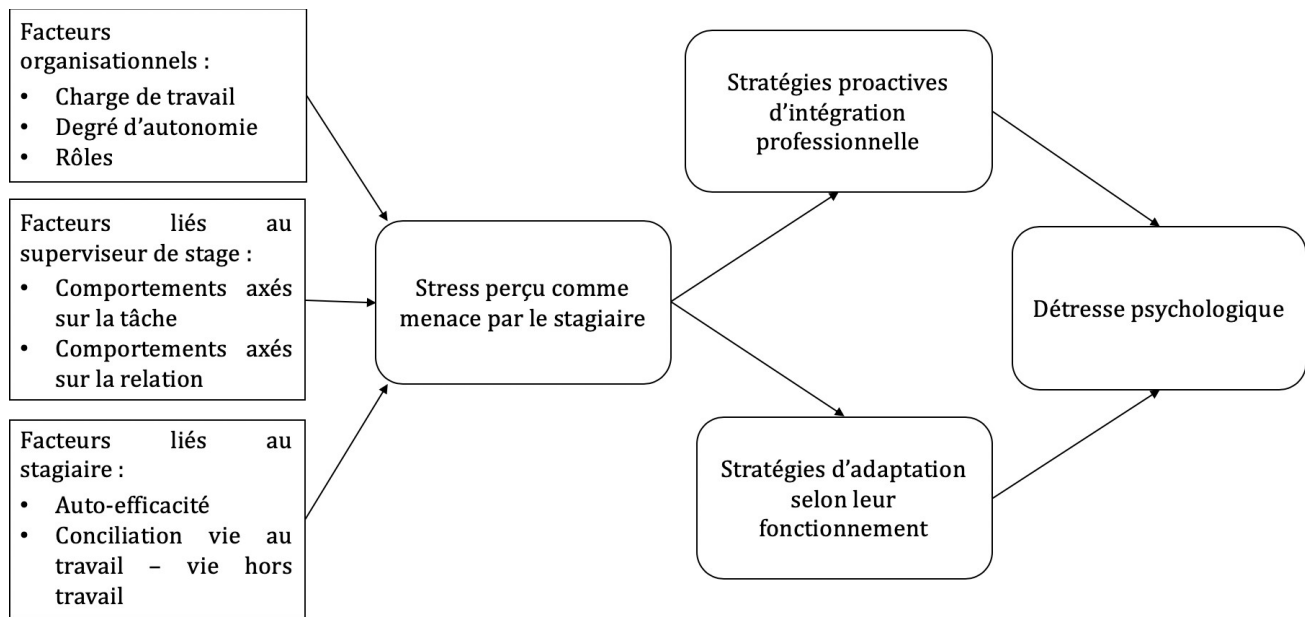 Facteurs
organisationnels :
• Charge de travail
• Degré d'autonomie
• Rôles
Facteurs liés au
superviseur de stage :
• Comportements axés
sur la tâche
• Comportements axés
sur la relation
Facteurs liés au
stagiaire :
• Auto-efficacité
• Conciliation vie au
travail – vie hors
travail
Stress perçu comme
menace par le stagiaire
Stratégies proactives
d'intégration
professionnelle
Stratégies d'adaptation
selon leur
fonctionnement
Détresse psychologique